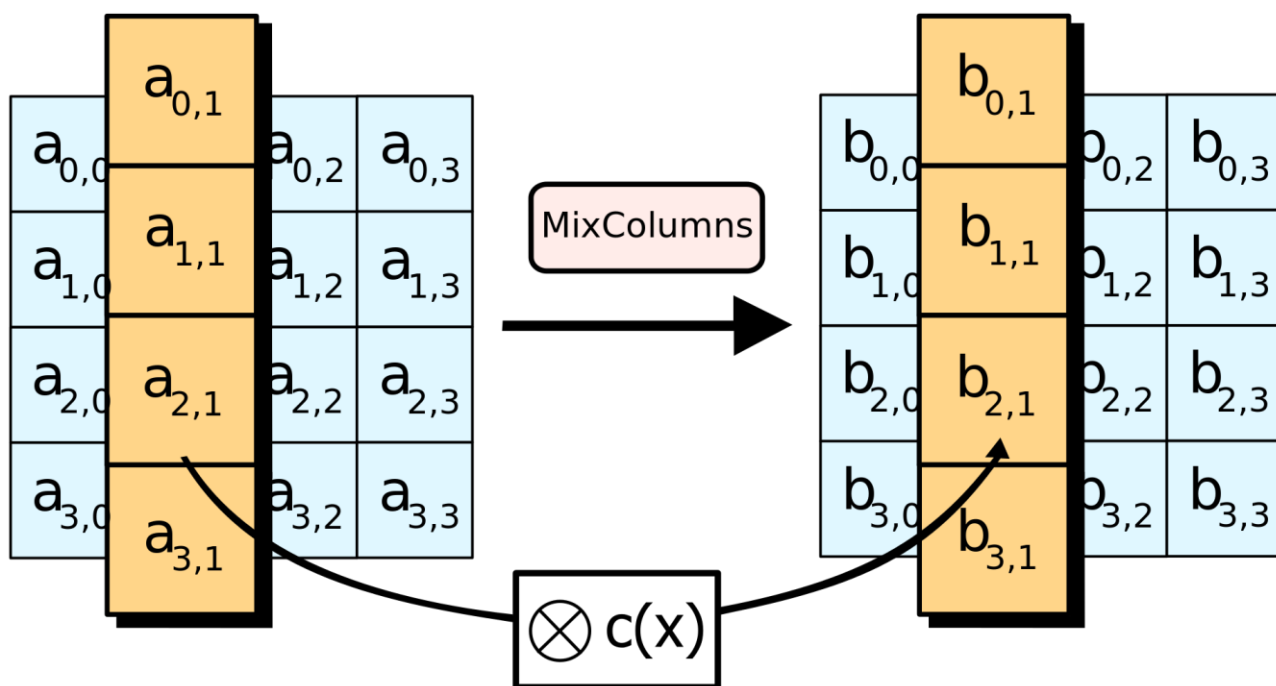 a0,1
a0,0 a0,2 a0,3
a1,1
a1,0 a1,2 a1,3
a2,1
a2,0 a2,2 a2,3
a3,0 a3,2 a3,3
a3,1
MixColumns
b0,1
b0,0 b0,2 b0,3
b1,1
b1,0 b1,2 b1,3
b2,1
b2,0 b2,2 b2,3
b3,0 b3,2 b3,3
b3,1
⊗ c(x)